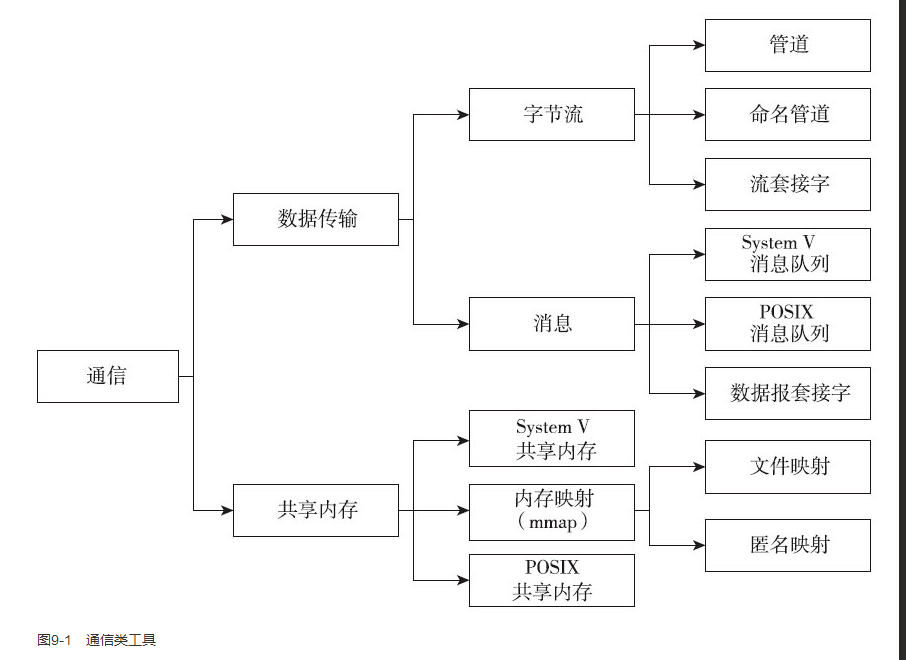 通信
数据传输
共享内存
字节流
消息
System V
共享内存
内存映射
（mmap）
POSIX
共享内存
管道
命名管道
流套接字
System V
消息队列
POSIX
消息队列
数据报套接字
文件映射
匿名映射
图9-1 通信类工具